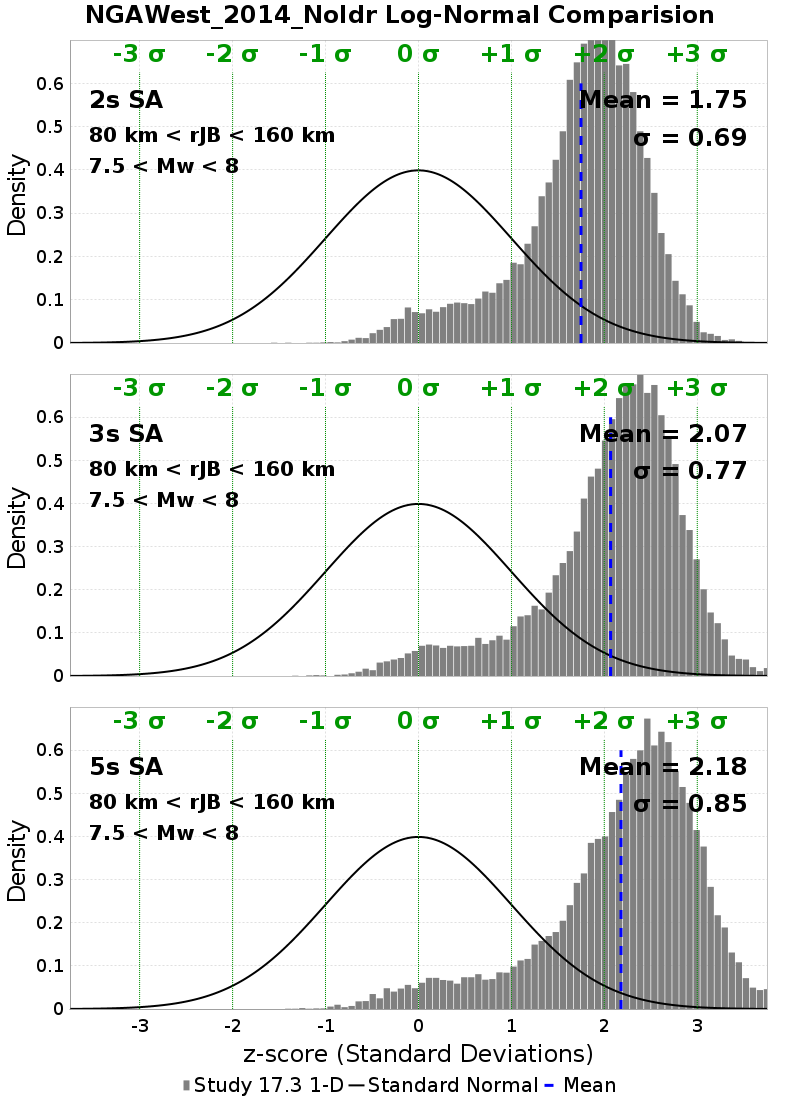 NGAWest_2014_NoIdr Log-Normal Comparision
-3 σ -2 σ -1 σ 0 σ +1 σ +2 σ +3 σ
2s SA
Mean = 1.75
80 km < rJB < 160 km
σ = 0.69
7.5 < Mw < 8
0.6
0.5
0.4
0.3
0.2
0.1
0
Density
-3 σ -2 σ -1 σ 0 σ +1 σ +2 σ +3 σ
3s SA
Mean = 2.07
80 km < rJB < 160 km
σ = 0.77
7.5 < Mw < 8
0.6
0.5
0.4
0.3
0.2
0.1
0
Density
-3 σ -2 σ -1 σ 0 σ +1 σ +2 σ +3 σ
5s SA
Mean = 2.18
80 km < rJB < 160 km
σ = 0.85
7.5 < Mw < 8
0.6
0.5
0.4
0.3
0.2
0.1
0
Density
-3 -2 -1 0 1 2 3
z-score (Standard Deviations)
Study 17.3 1-D Standard Normal Mean